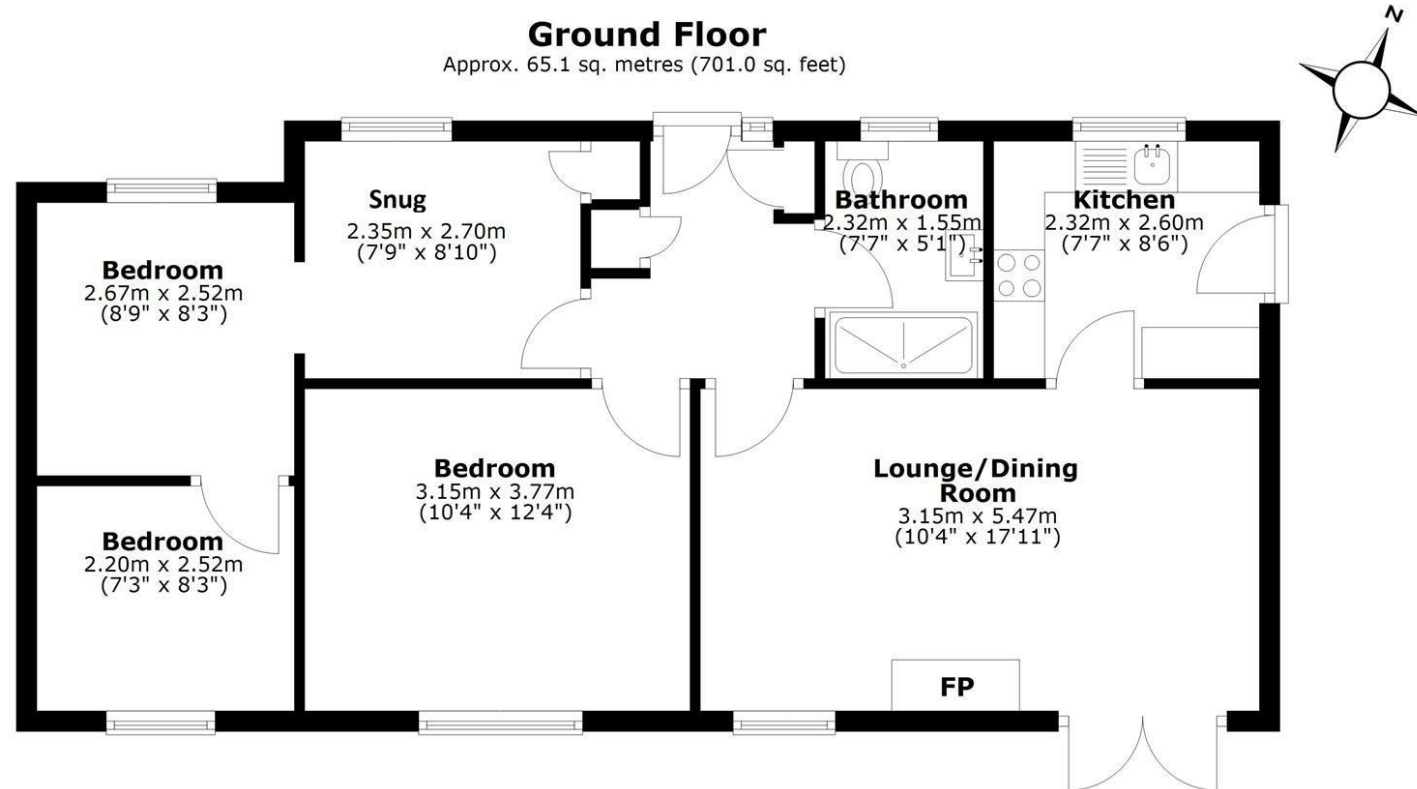 Ground Floor
Approx. 65.1 sq. metres (701.0 sq. feet)
N
Snug
2.35m x 2.70m
(7'9" x 8'10")
Bathroom
2.32m x 1.55m
(7'7" x 5'1")
Kitchen
2.32m x 2.60m
(7'7" x 8'6")
Bedroom
2.67m x 2.52m
(8'9" x 8'3")
Bedroom
3.15m x 3.77m
(10'4" x 12'4")
Lounge/Dining
Room
3.15m x 5.47m
(10'4" x 17'11")
Bedroom
2.20m x 2.52m
(7'3" x 8'3")
FP